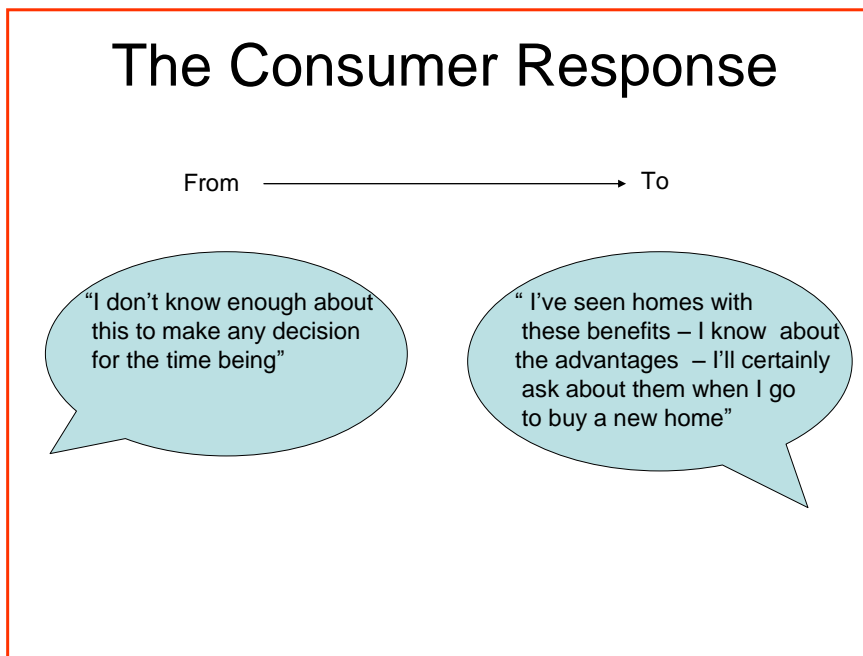 The Consumer Response
From
To
“I don’t know enough about
this to make any decision
for the time being”
“ I’ve seen homes with
these benefits – I know about
the advantages – I’ll certainly
ask about them when I go
to buy a new home”